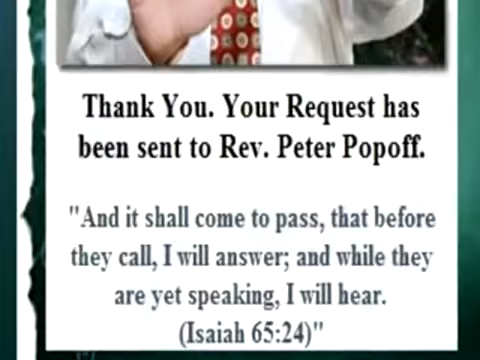 Thank You. Your Request has
been sent to Rev. Peter Popoff.
"And it shall come to pass, that before
they call, I will answer; and while they
are yet speaking, I will hear.
(Isaiah 65:24)"